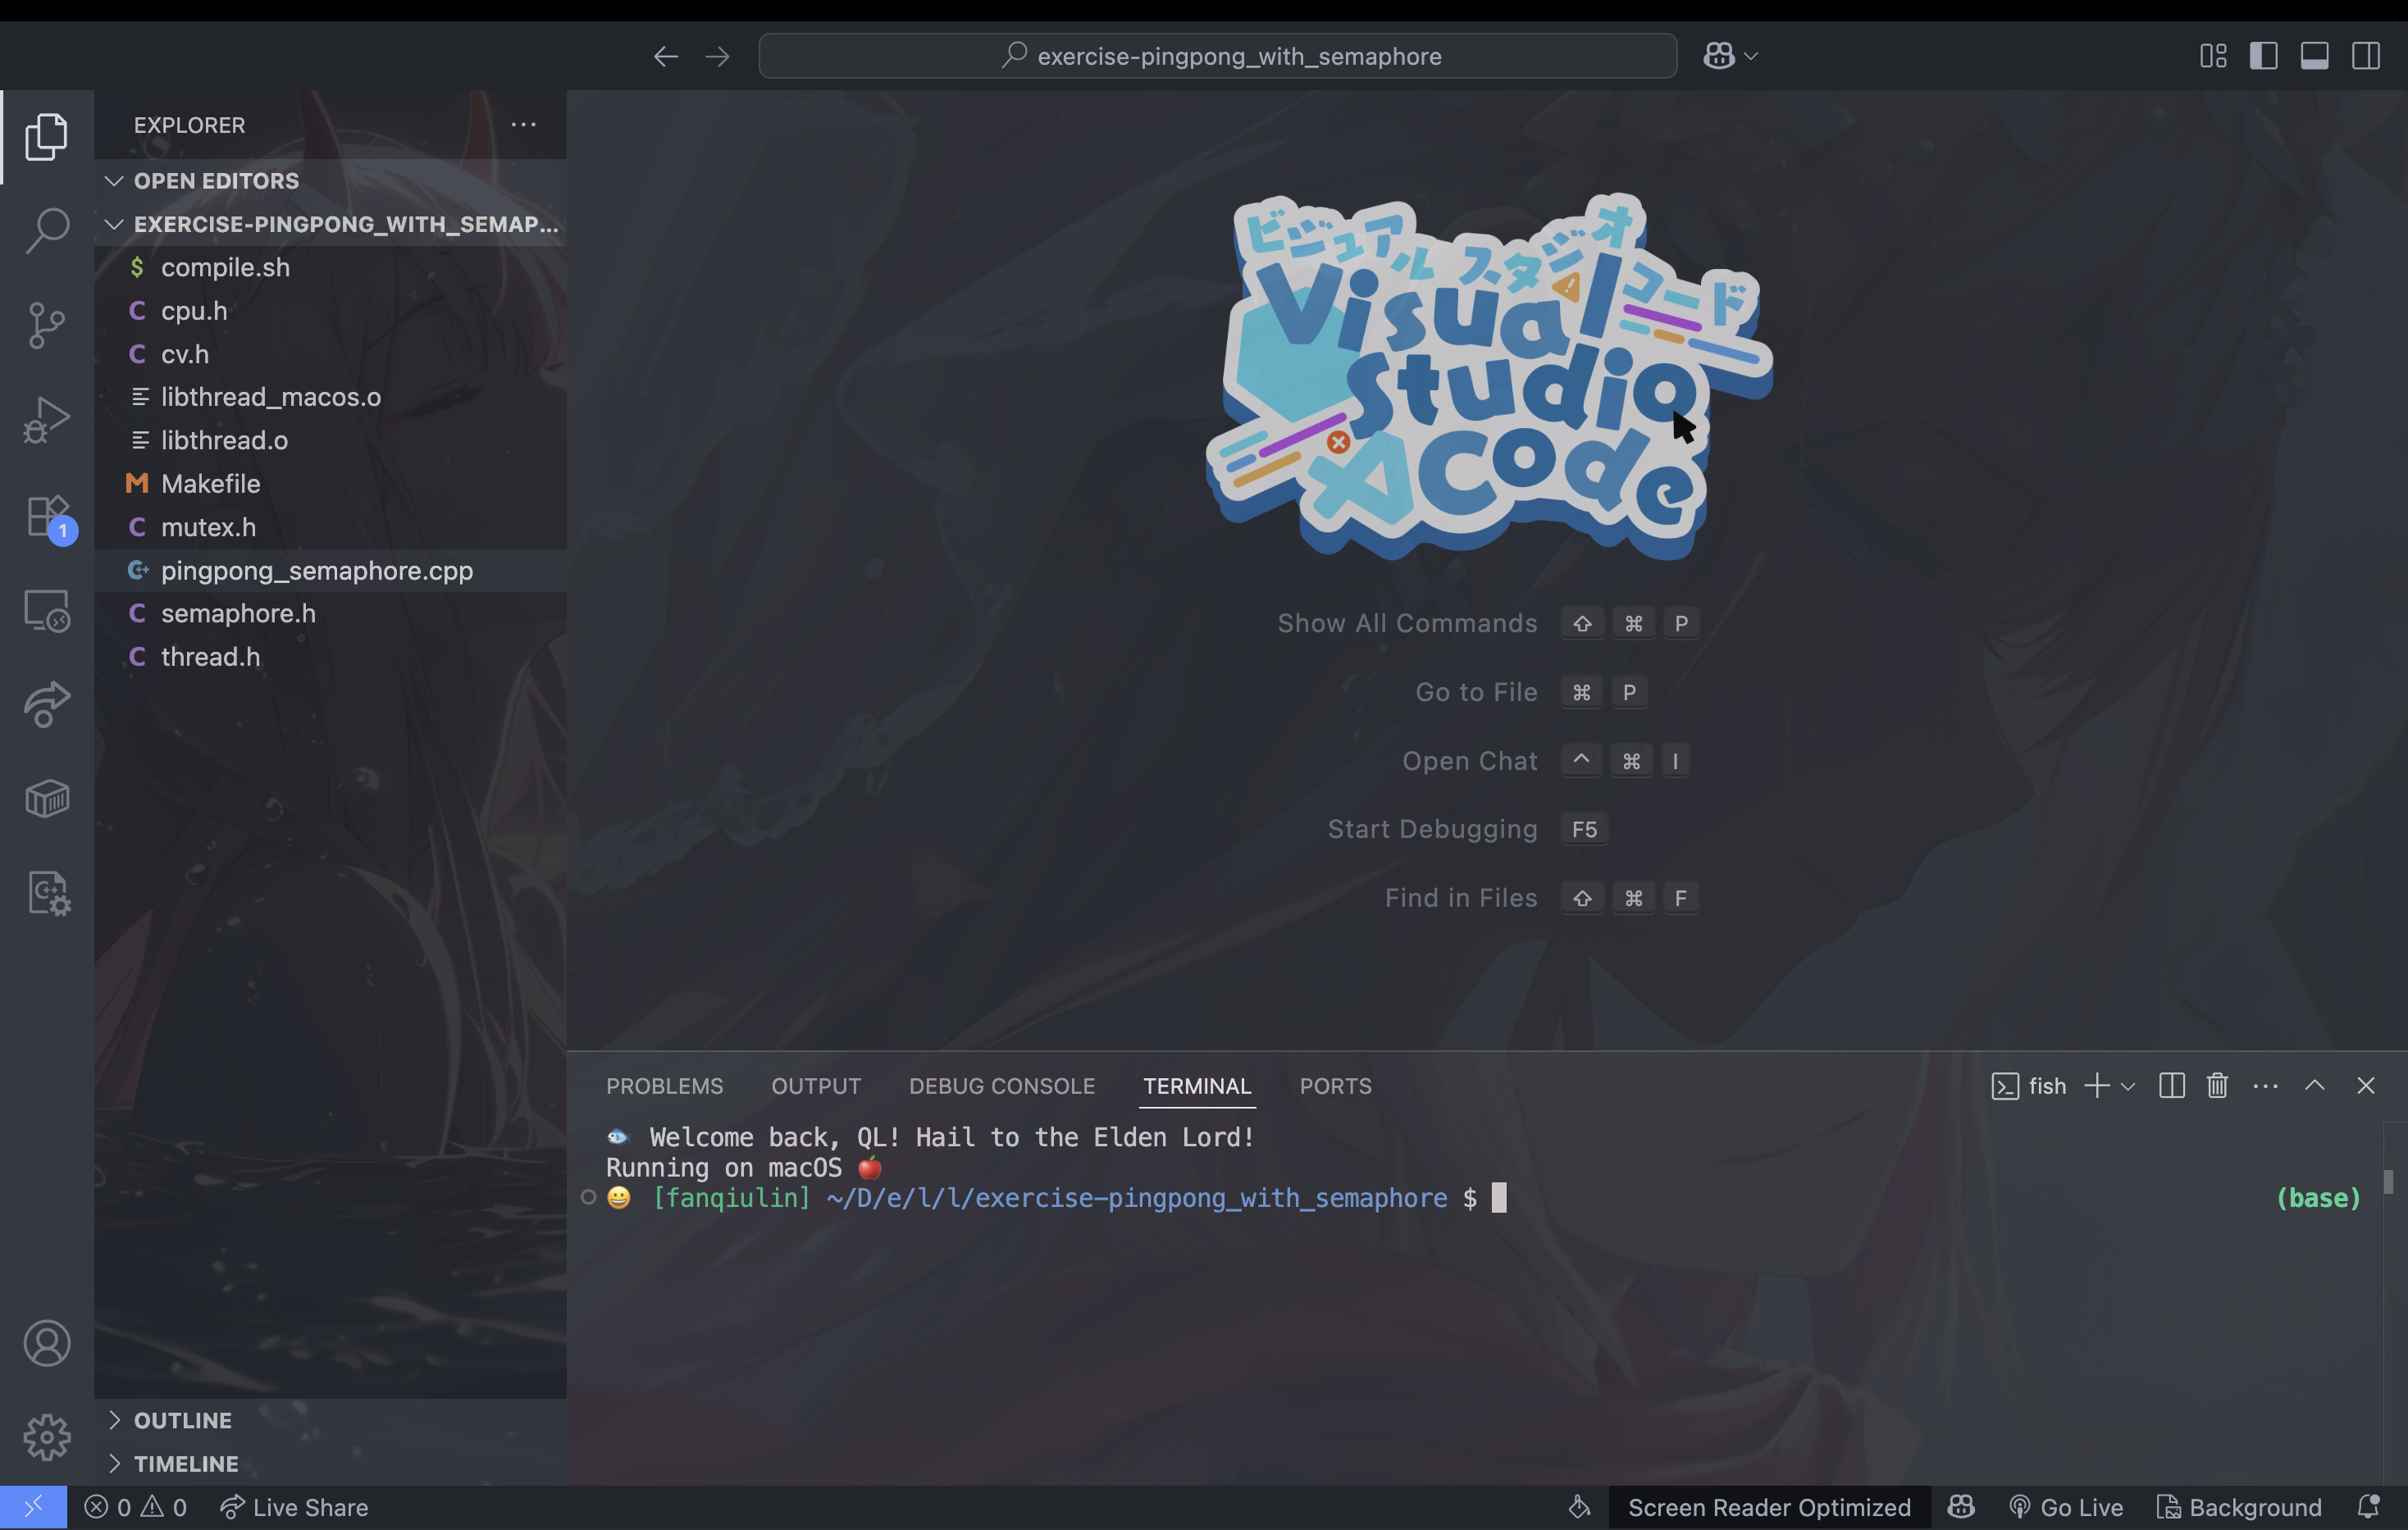 exercise-pingpong_with_semaphore
EXPLORER
OPEN EDITORS
EXERCISE-PINGPONG_WITH_SEMAP...
$ compile.sh
C cpu.h
C cv.h
libthread_macos.o
libthread.o
M Makefile
C mutex.h
C++ pingpong_semaphore.cpp
C semaphore.h
C thread.h
1
OUTLINE
TIMELINE
ビジュアルスタジオコード
Visual
Studio
Code
Show All Commands ⇧ ⌘ P
Go to File ⌘ P
Open Chat ^ ⌘ I
Start Debugging F5
Find in Files ⇧ ⌘ F
PROBLEMS OUTPUT DEBUG CONSOLE TERMINAL PORTS fish
🐟 Welcome back, QL! Hail to the Elden Lord!
Running on macOS 🍎
😀 [fanqiulin] ~/D/e/l/l/exercise-pingpong_with_semaphore $ (base)
0 0 Live Share Screen Reader Optimized Go Live Background